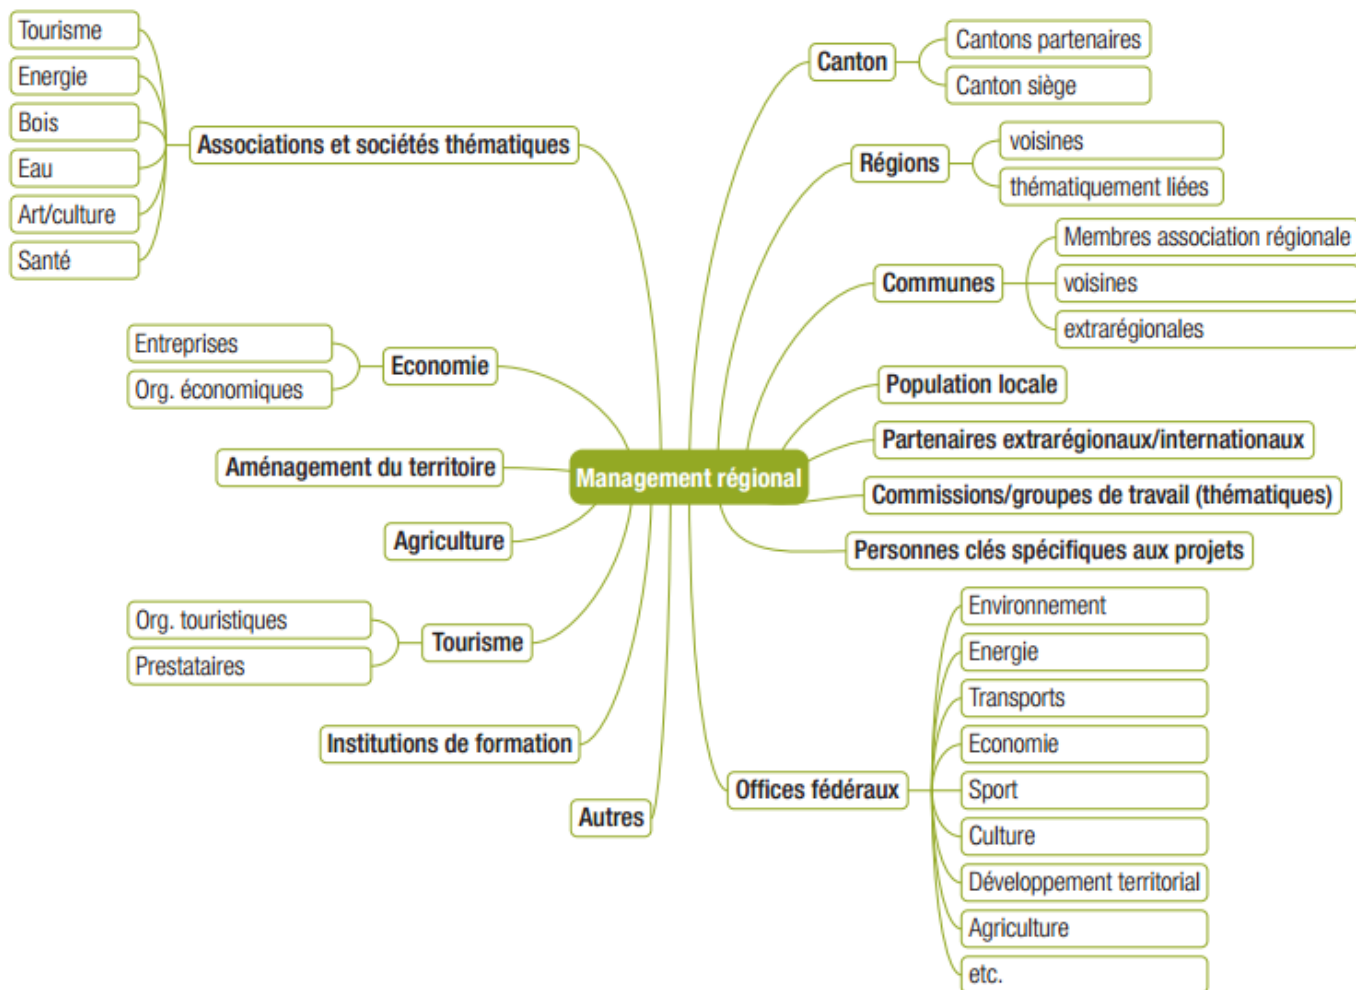 Tourisme
Energie
Bois
Eau
Art/culture
Santé
Associations et sociétés thématiques
Entreprises
Org. économiques
Economie
Aménagement du territoire
Agriculture
Org. touristiques
Prestataires
Tourisme
Institutions de formation
Autres
Management régional
Canton
Cantons partenaires
Canton siège
Régions
voisines
thématiquement liées
Communes
Membres association régionale
voisines
extrarégionales
Population locale
Partenaires extrarégionaux/internationaux
Commissions/groupes de travail (thématiques)
Personnes clés spécifiques aux projets
Offices fédéraux
Environnement
Energie
Transports
Economie
Sport
Culture
Développement territorial
Agriculture
etc.